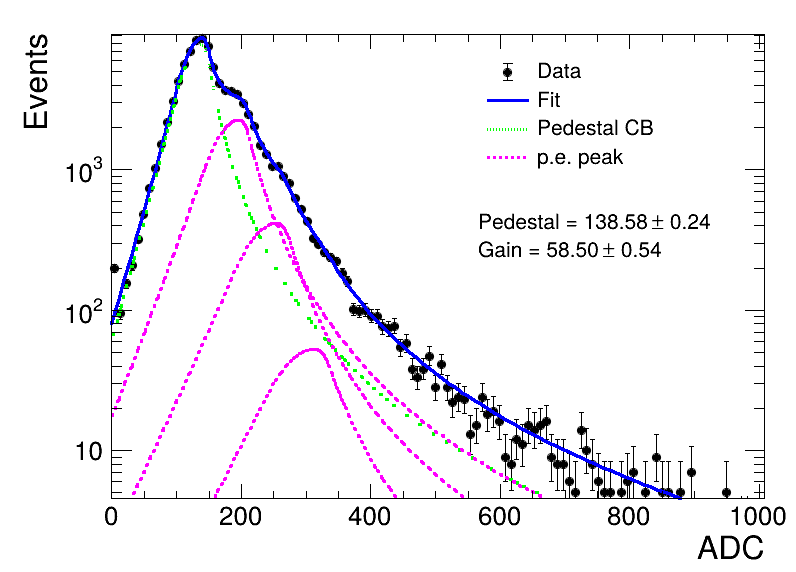 Events
10³
10²
10
0 200 400 600 800 1000
ADC
Data
Fit
Pedestal CB
p.e. peak
Pedestal = 138.58 ± 0.24
Gain = 58.50 ± 0.54